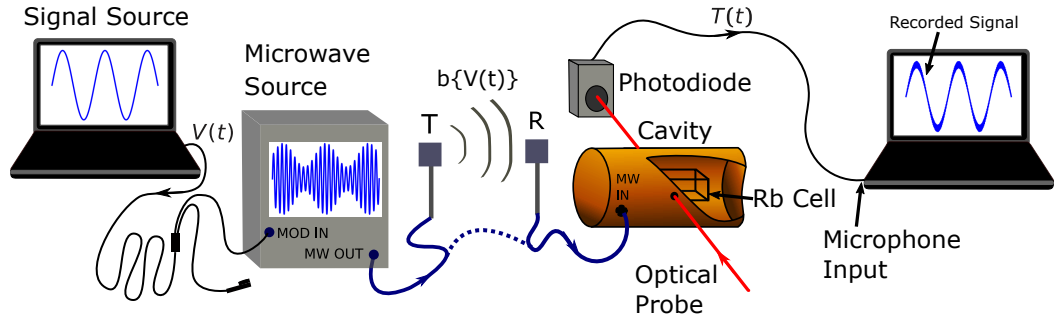 Signal Source
V(t)
Microwave
Source
MOD IN
MW OUT
b{V(t)}
T
R
Photodiode
T(t)
Cavity
MW
IN
Rb Cell
Optical
Probe
Recorded Signal
Microphone
Input